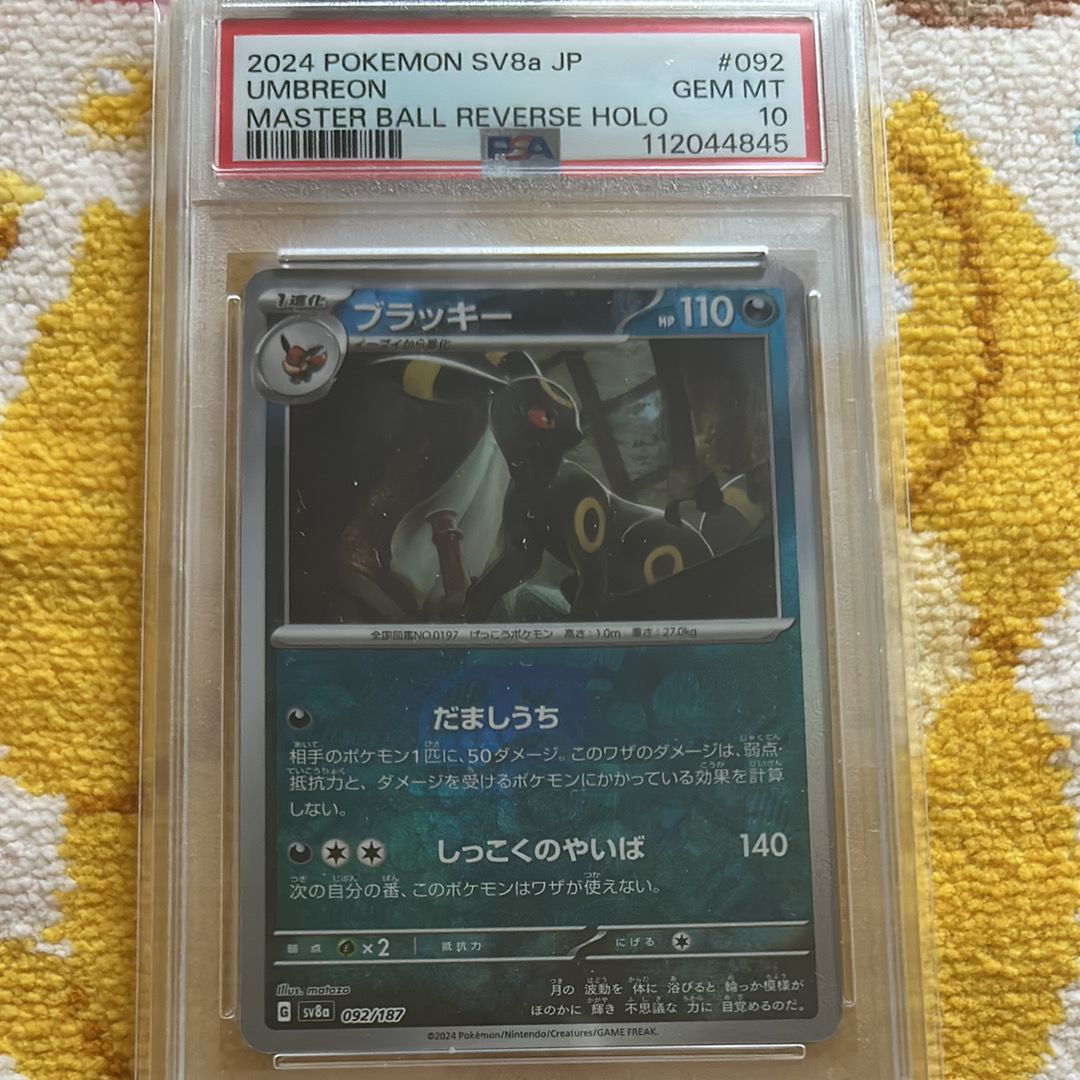 2024 POKEMON SV8a JP #092
UMBREON GEM MT
MASTER BALL REVERSE HOLO 10
PSA 112044845
1進化 ブラッキー HP 110
イーブイから進化
全国図鑑NO.0197 げっこうポケモン 高さ:1.0m 重さ:27.0kg
だましうち
相手のポケモン1匹に、50ダメージ。このワザのダメージは、弱点・
抵抗力と、ダメージを受けるポケモンにかかっている効果を計算
しない。
しっこくのやいば 140
次の自分の番、このポケモンはワザが使えない。
弱点 ×2 抵抗力 にげる
Illus. matazo
月の波動を体に浴びると輪っか模様が
ほのかに輝き不思議な力に目覚めるのだ。
G SV8a 092/187
©2024 Pokémon/Nintendo/Creatures/GAME FREAK.